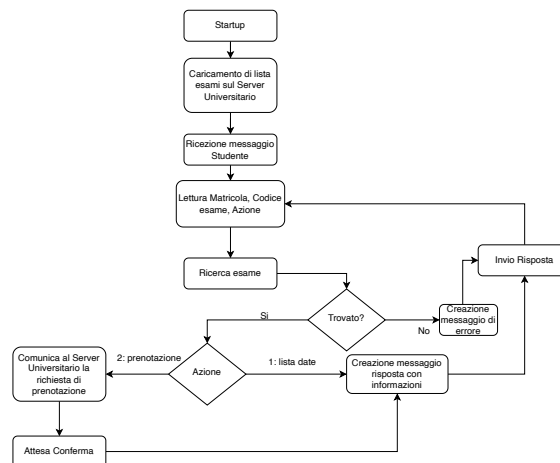 Startup
Caricamento di lista
esami sul Server
Universitario
Ricezione messaggio
Studente
Lettura Matricola, Codice
esame, Azione
Invio Risposta
Ricerca esame
Trovato?
Creazione
messaggio di
errore
Si
No
Comunica al Server
Universitario la
richiesta di
prenotazione
2: prenotazione
Azione
1: lista date
Creazione messaggio
risposta con
informazioni
Attesa Conferma